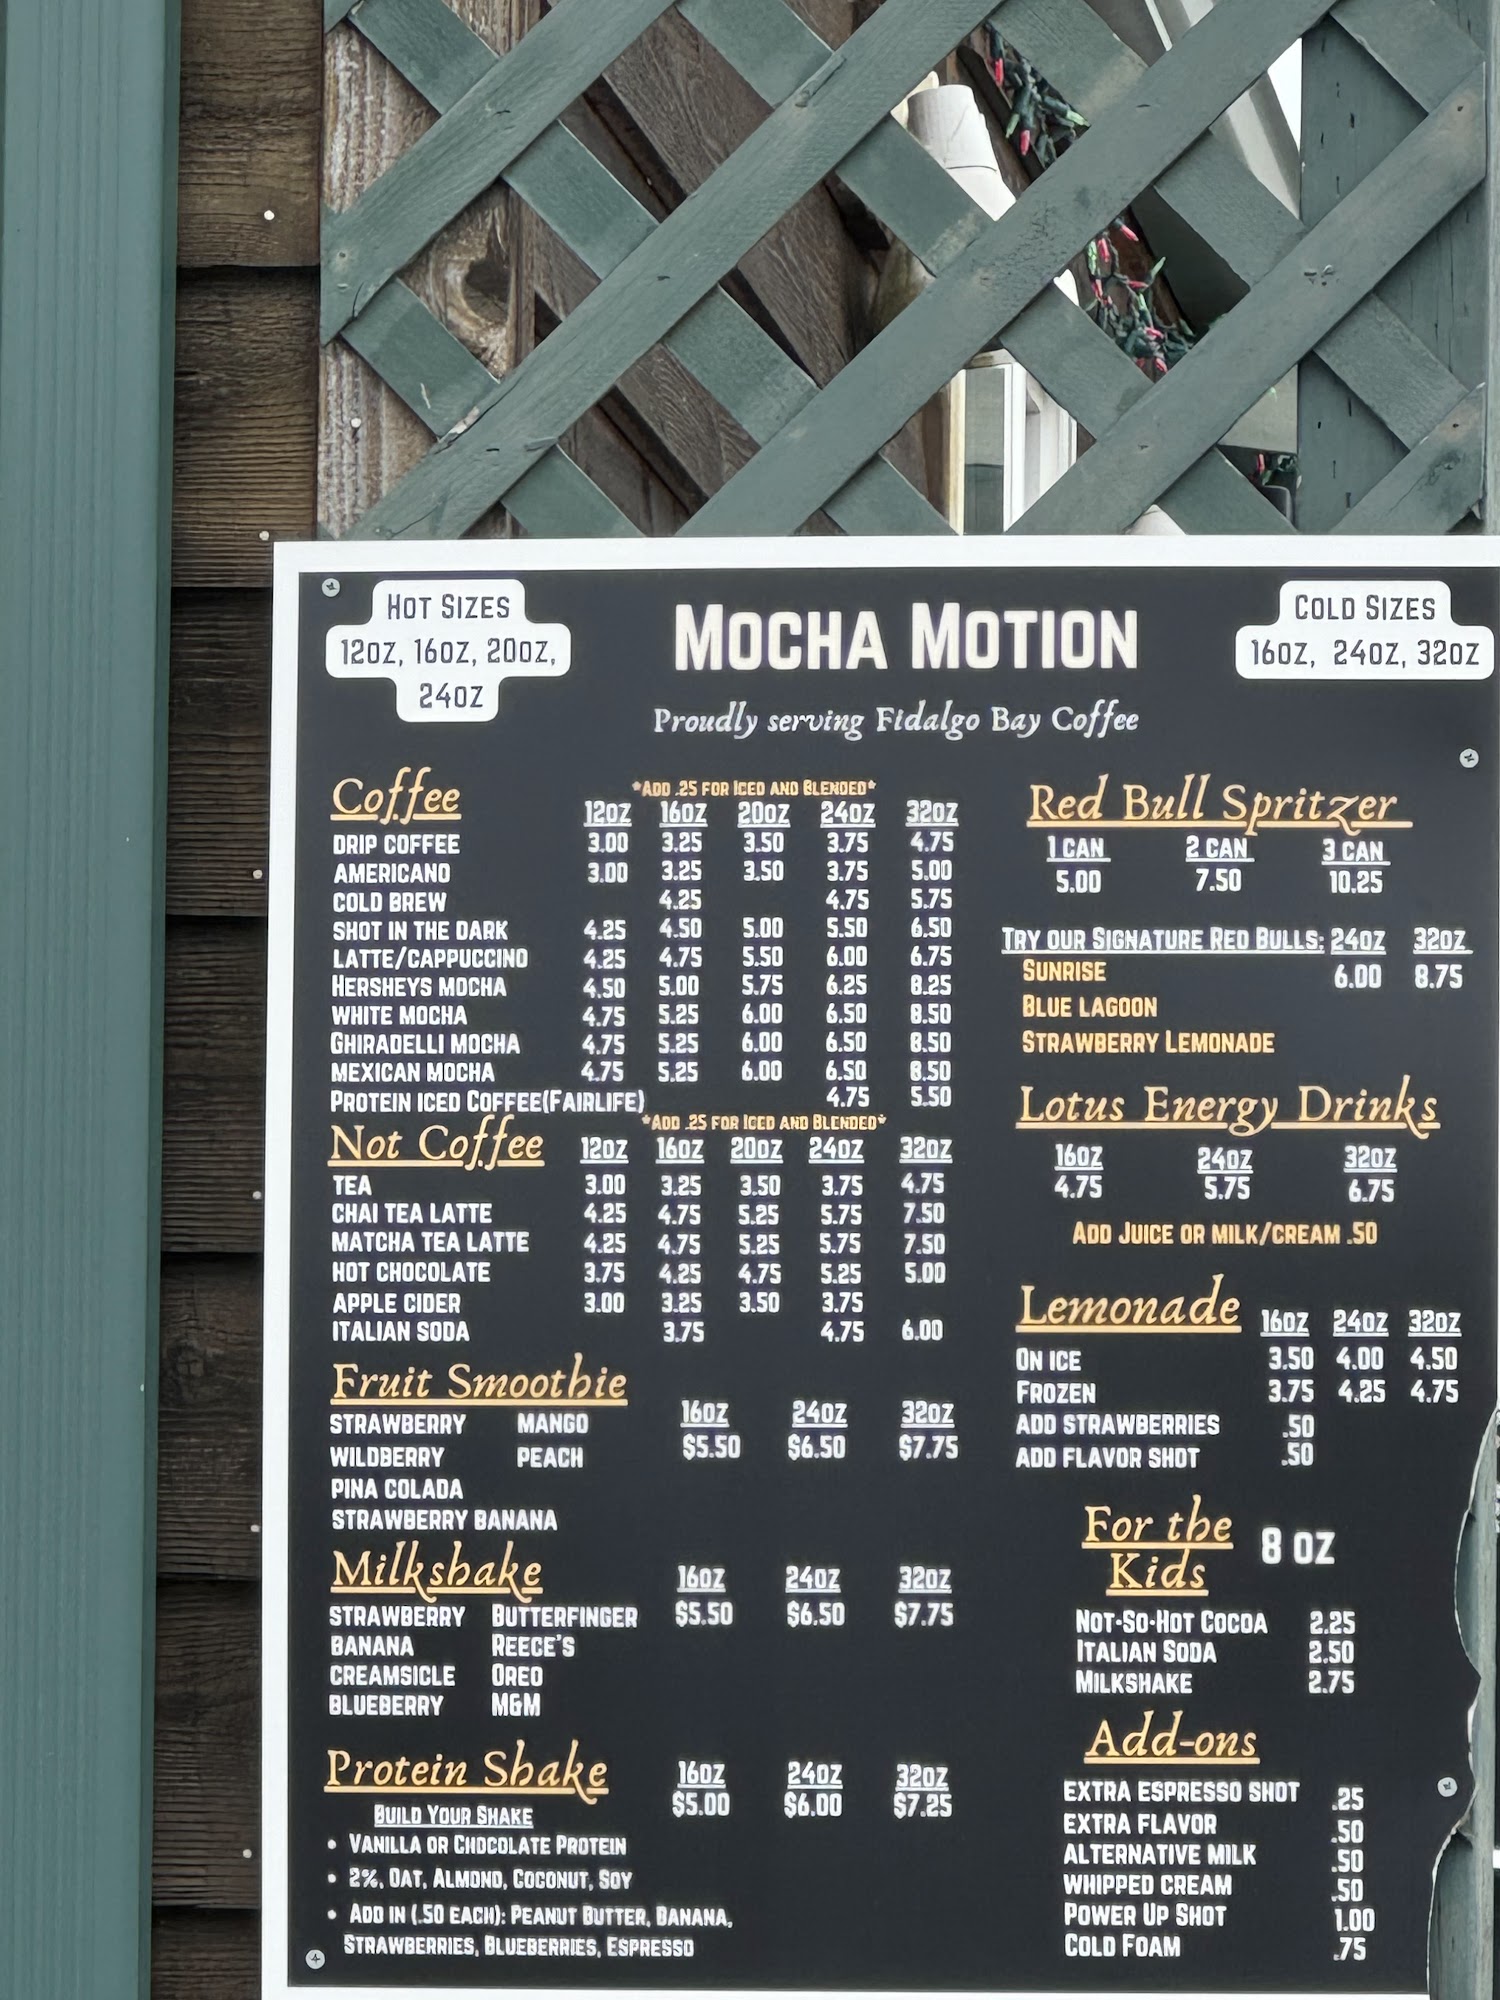 HOT SIZES
12OZ, 16OZ, 20OZ,
24OZ
MOCHA MOTION
Proudly serving Fidalgo Bay Coffee
COLD SIZES
16OZ, 24OZ, 32OZ
Coffee
*ADD .25 FOR ICED AND BLENDED*
12OZ 16OZ 20OZ 24OZ 32OZ
DRIP COFFEE 3.00 3.25 3.50 3.75 4.75
AMERICANO 3.00 3.25 3.50 3.75 5.00
COLD BREW 4.25 4.75 5.75
SHOT IN THE DARK 4.25 4.50 5.00 5.50 6.50
LATTE/CAPPUCCINO 4.25 4.75 5.50 6.00 6.75
HERSHEYS MOCHA 4.50 5.00 5.75 6.25 8.25
WHITE MOCHA 4.75 5.25 6.00 6.50 8.50
GHIRADELLI MOCHA 4.75 5.25 6.00 6.50 8.50
MEXICAN MOCHA 4.75 5.25 6.00 6.50 8.50
PROTEIN ICED COFFEE(FAIRLIFE) 4.75 5.50
*ADD .25 FOR ICED AND BLENDED*
Not Coffee 12OZ 16OZ 20OZ 24OZ 32OZ
TEA 3.00 3.25 3.50 3.75 4.75
CHAI TEA LATTE 4.25 4.75 5.25 5.75 7.50
MATCHA TEA LATTE 4.25 4.75 5.25 5.75 7.50
HOT CHOCOLATE 3.75 4.25 4.75 5.25 5.00
APPLE CIDER 3.00 3.25 3.50 3.75
ITALIAN SODA 3.75 4.75 6.00
Fruit Smoothie
16OZ 24OZ 32OZ
STRAWBERRY MANGO $5.50 $6.50 $7.75
WILDBERRY PEACH
PINA COLADA
STRAWBERRY BANANA
Milkshake 16OZ 24OZ 32OZ
STRAWBERRY BUTTERFINGER $5.50 $6.50 $7.75
BANANA REECE'S
CREAMSICLE OREO
BLUEBERRY M&M
Protein Shake 16OZ 24OZ 32OZ
$5.00 $6.00 $7.25
BUILD YOUR SHAKE
• VANILLA OR CHOCOLATE PROTEIN
• 2%, OAT, ALMOND, COCONUT, SOY
• ADD IN (.50 EACH): PEANUT BUTTER, BANANA,
STRAWBERRIES, BLUEBERRIES, ESPRESSO
Red Bull Spritzer
1 CAN 2 CAN 3 CAN
5.00 7.50 10.25
TRY OUR SIGNATURE RED BULLS: 24OZ 32OZ
SUNRISE 6.00 8.75
BLUE LAGOON
STRAWBERRY LEMONADE
Lotus Energy Drinks
16OZ 24OZ 32OZ
4.75 5.75 6.75
ADD JUICE OR MILK/CREAM .50
Lemonade 16OZ 24OZ 32OZ
ON ICE 3.50 4.00 4.50
FROZEN 3.75 4.25 4.75
ADD STRAWBERRIES .50
ADD FLAVOR SHOT .50
For the
Kids
8 OZ
NOT-SO-HOT COCOA 2.25
ITALIAN SODA 2.50
MILKSHAKE 2.75
Add-ons
EXTRA ESPRESSO SHOT .25
EXTRA FLAVOR .50
ALTERNATIVE MILK .50
WHIPPED CREAM .50
POWER UP SHOT 1.00
COLD FOAM .75